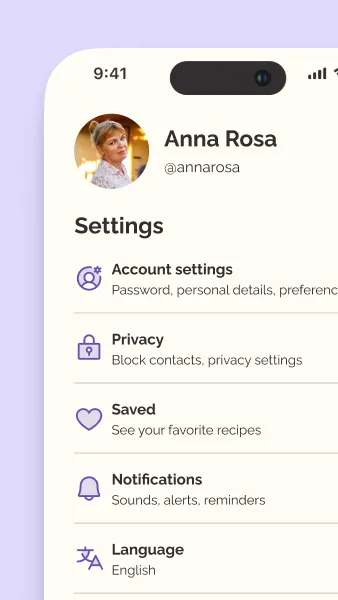 9:41
Anna Rosa
@annarosa
Settings
Account settings
Password, personal details, preferenc
Privacy
Block contacts, privacy settings
Saved
See your favorite recipes
Notifications
Sounds, alerts, reminders
Language
English